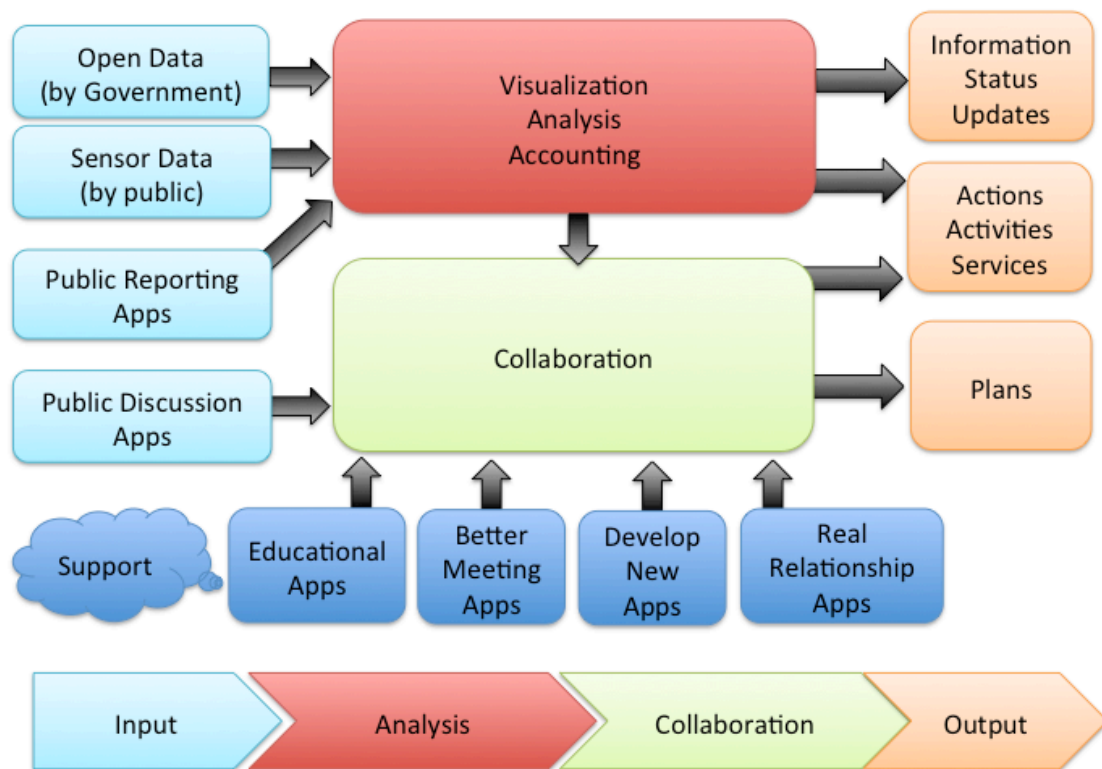 Open Data
(by Government)
Sensor Data
(by public)
Public Reporting
Apps
Public Discussion
Apps
Visualization
Analysis
Accounting
Collaboration
Information
Status
Updates
Actions
Activities
Services
Plans
Support
Educational
Apps
Better
Meeting
Apps
Develop
New
Apps
Real
Relationship
Apps
Input
Analysis
Collaboration
Output